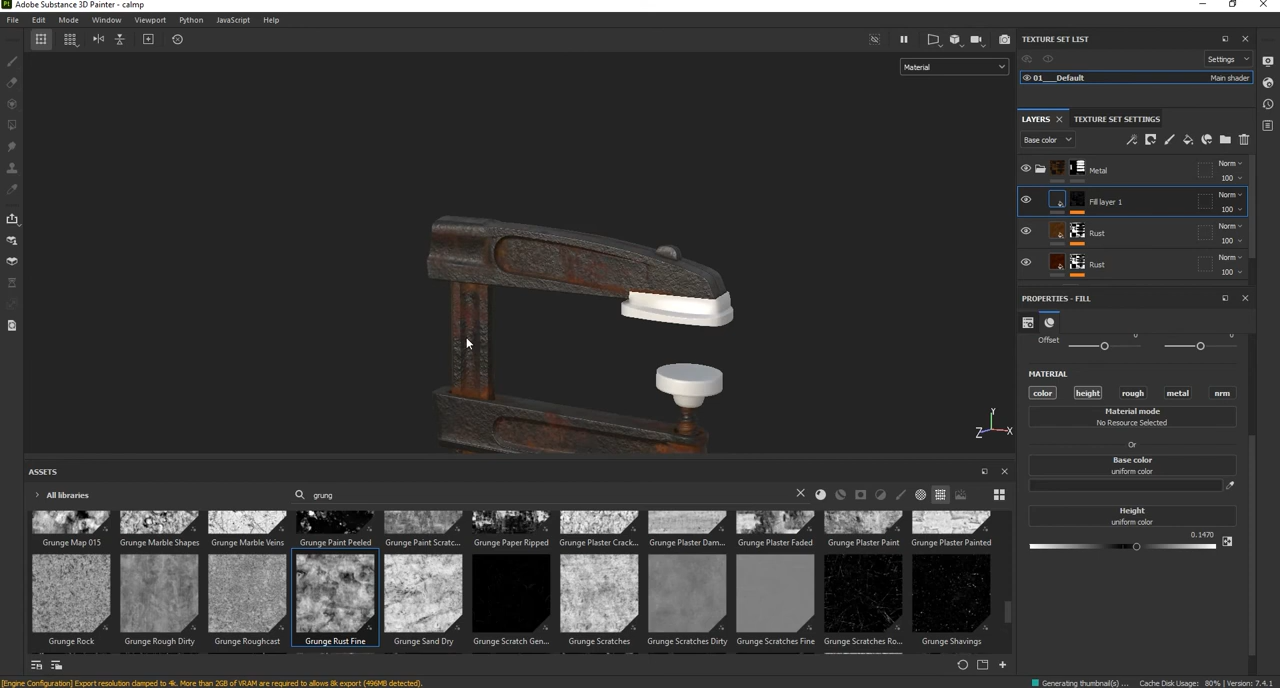 Pt Adobe Substance 3D Painter - calmp
File Edit Mode Window Viewport Python JavaScript Help
Material
TEXTURE SET LIST
Settings
01___Default Main shader
LAYERS TEXTURE SET SETTINGS
Base color
Metal Norm 100
Fill layer 1 Norm 100
Rust Norm 100
Rust Norm 100
PROPERTIES - FILL
Offset 0 0
MATERIAL
color height rough metal nrm
Material mode
No Resource Selected
Or
Base color
uniform color
Height
uniform color
0.1470
Y
Z X
ASSETS
All libraries grung
Grunge Map 015 Grunge Marble Shapes Grunge Marble Veins Grunge Paint Peeled Grunge Paint Scratc... Grunge Paper Ripped Grunge Plaster Crack... Grunge Plaster Dam... Grunge Plaster Faded Grunge Plaster Paint Grunge Plaster Painted
Grunge Rock Grunge Rough Dirty Grunge Roughcast Grunge Rust Fine Grunge Sand Dry Grunge Scratch Gen... Grunge Scratches Grunge Scratches Dirty Grunge Scratches Fine Grunge Scratches Ro... Grunge Shavings
[Engine Configuration] Export resolution clamped to 4k. More than 2GB of VRAM are required to allows 8k export (496MB detected). Generating thumbnail(s) ... Cache Disk Usage: 80% | Version: 7.4.1